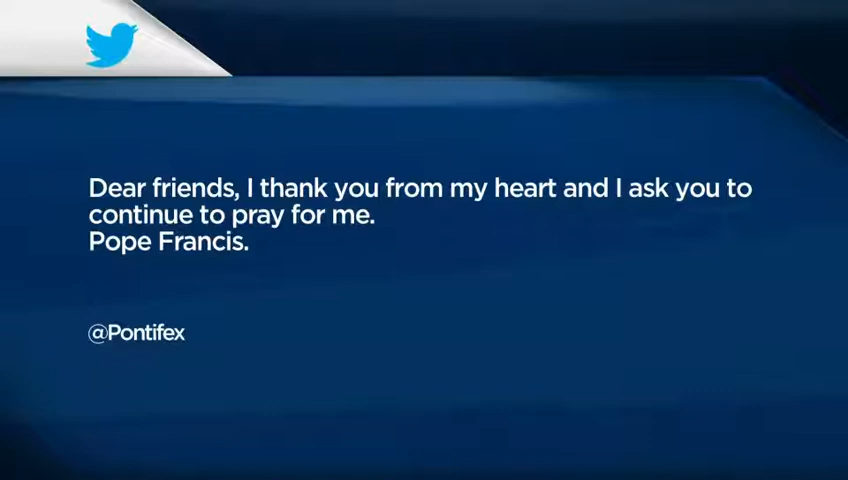 Dear friends, I thank you from my heart and I ask you to
continue to pray for me.
Pope Francis.
@Pontifex